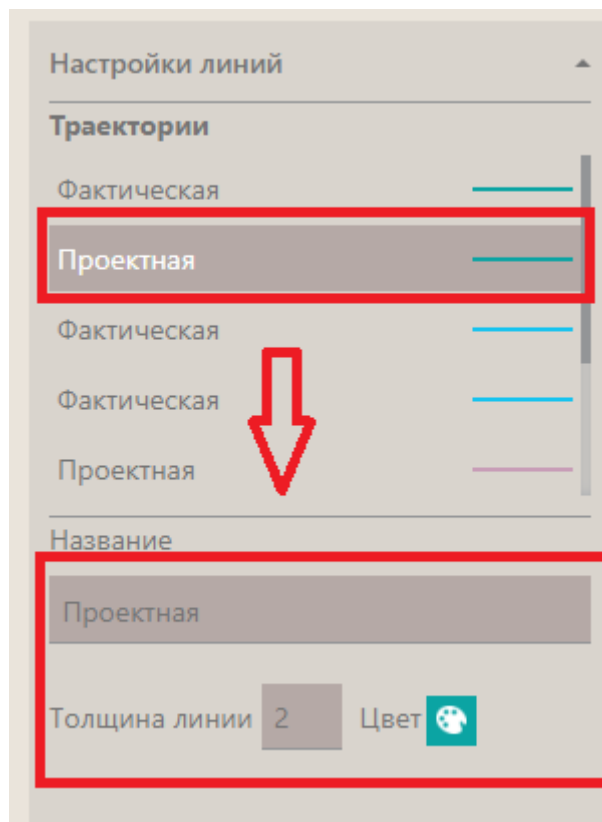 Настройки линий
Траектории
Фактическая
Проектная
Фактическая
Фактическая
Проектная
Название
Проектная
Толщина линии 2 Цвет